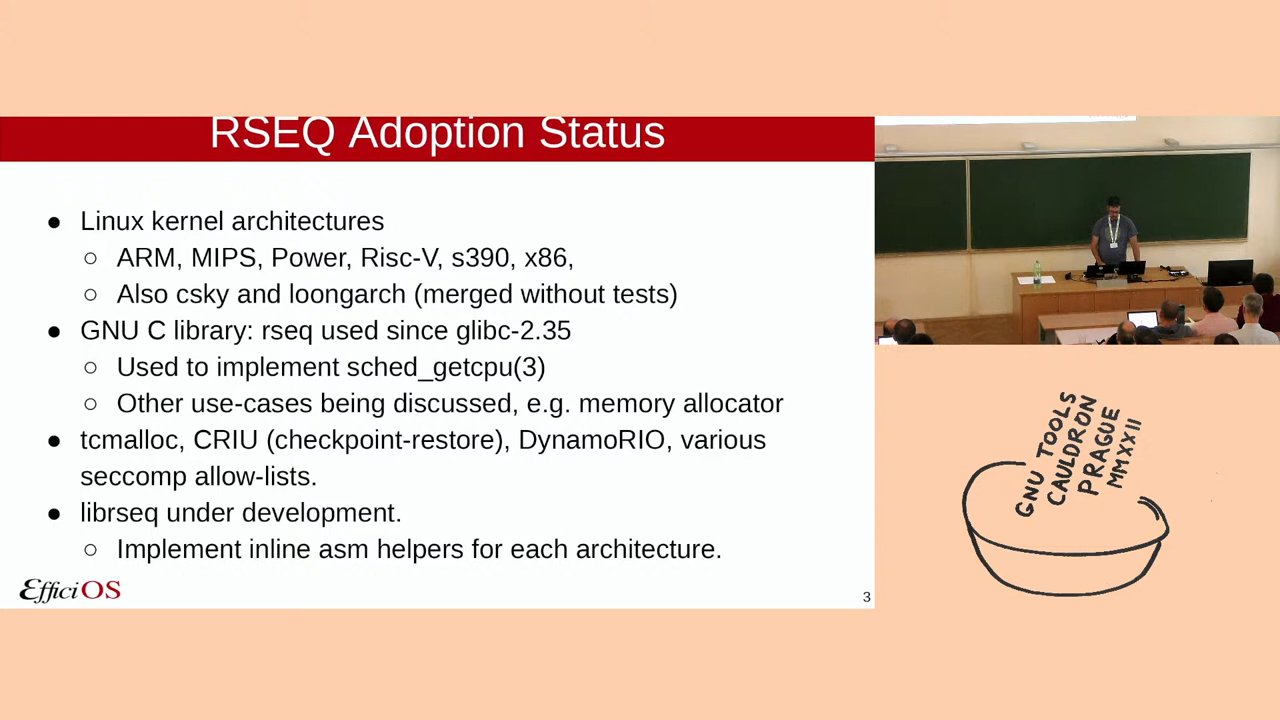 RSEQ Adoption Status
● Linux kernel architectures
○ ARM, MIPS, Power, Risc-V, s390, x86,
○ Also csky and loongarch (merged without tests)
● GNU C library: rseq used since glibc-2.35
○ Used to implement sched_getcpu(3)
○ Other use-cases being discussed, e.g. memory allocator
● tcmalloc, CRIU (checkpoint-restore), DynamoRIO, various
seccomp allow-lists.
● librseq under development.
○ Implement inline asm helpers for each architecture.
EfficiOS
3
GNU TOOLS
CAULDRON
PRAGUE
MMXXII